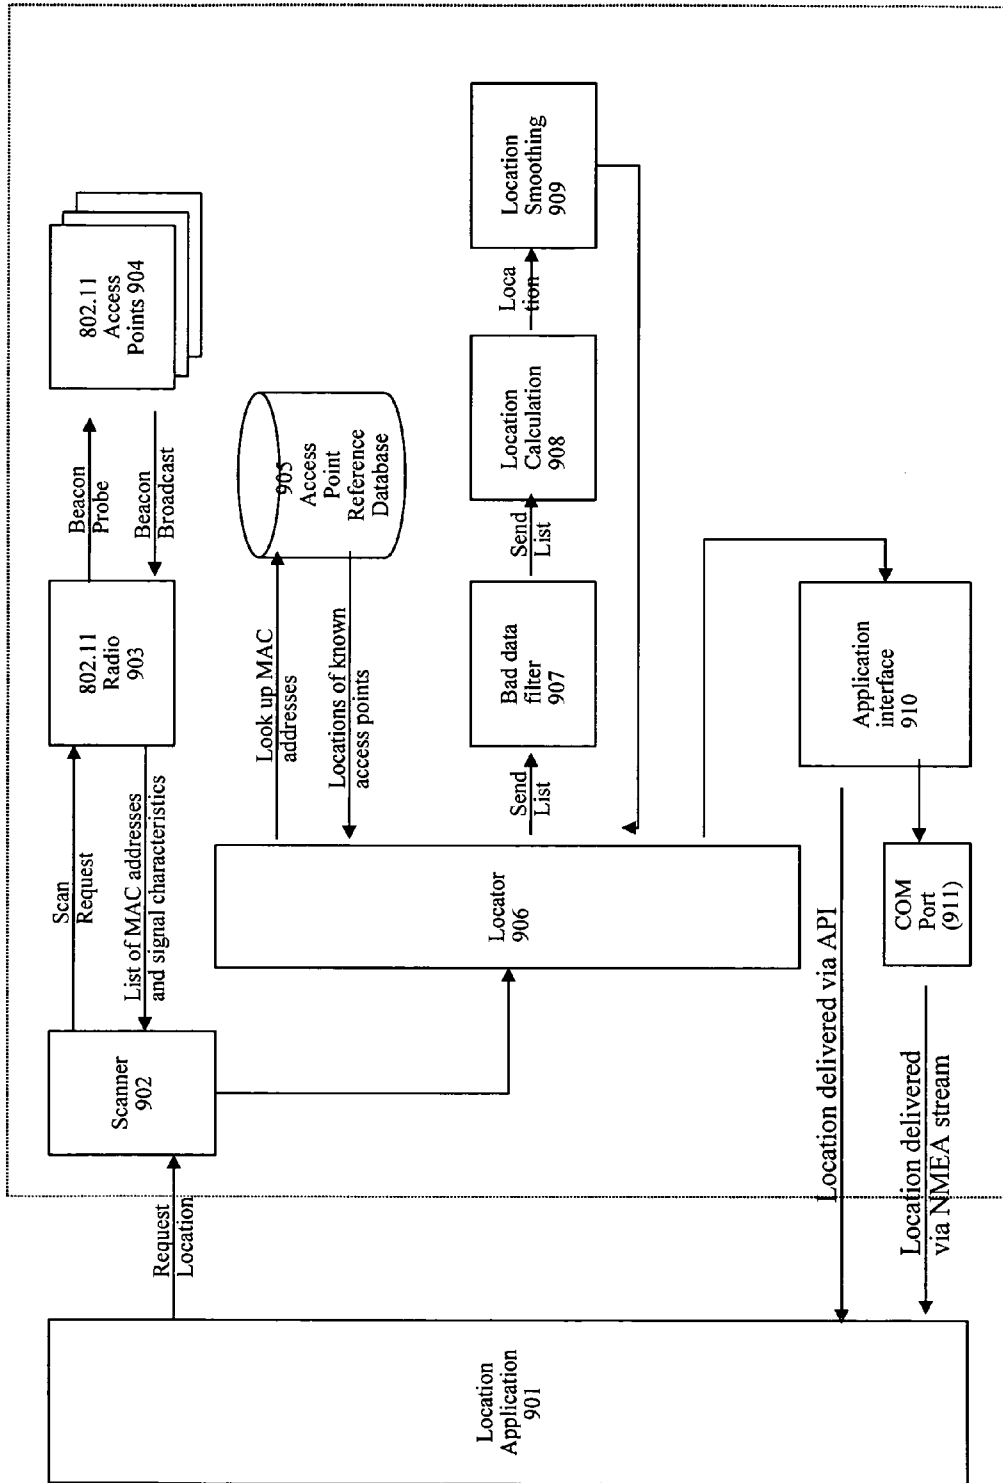 Location
Application
901
Request
Location
Scanner
902
Scan
Request
List of MAC addresses
and signal characteristics
802.11
Radio
903
Beacon
Probe
Beacon
Broadcast
802.11
Access
Points 904
Locator
906
Look up MAC
addresses
Locations of known
access points
905
Access
Point
Reference
Database
Send
List
Bad data
filter
907
Send
List
Location
Calculation
908
Loca
tion
Location
Smoothing
909
Application
interface
910
Location delivered via API
COM
Port
(911)
Location delivered
via NMEA stream